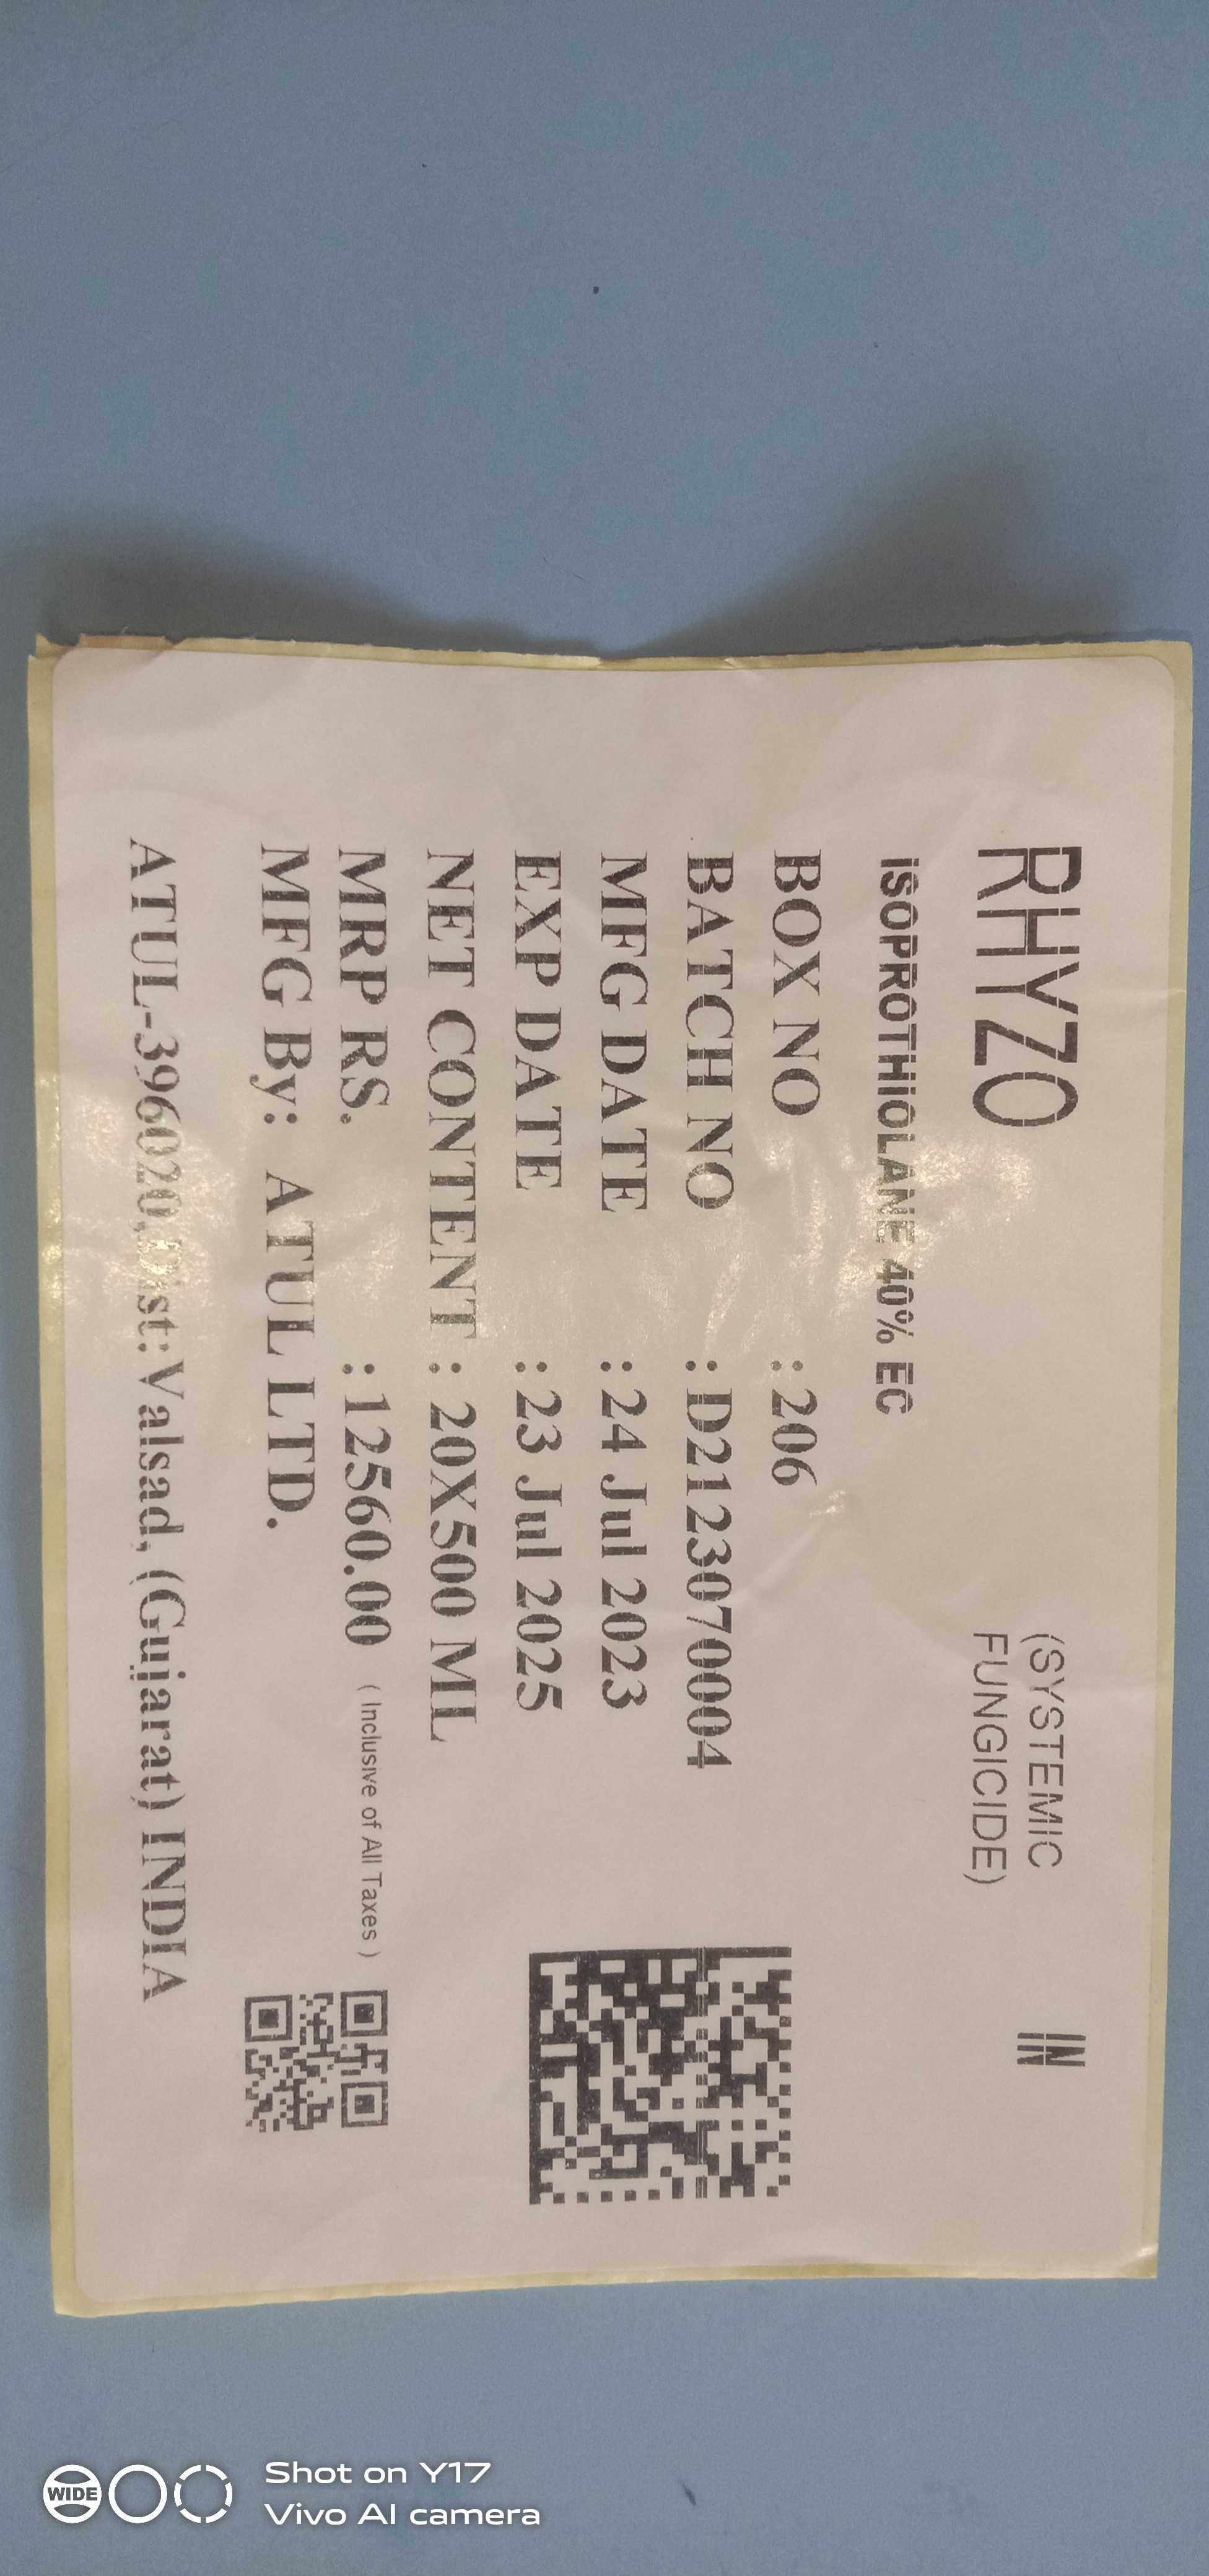 RHYZO
(SYSTEMIC
FUNGICIDE)
IN
ISOPROTHIOLANE 40% EC
BOX NO : 206
BATCH NO : D2123070004
MFG DATE : 24 Jul 2023
EXP DATE : 23 Jul 2025
NET CONTENT : 20X500 ML
MRP RS. : 12560.00 ( Inclusive of All Taxes )
MFG By: ATUL LTD.
ATUL-396020,Dist:Valsad, (Gujarat) INDIA
WIDE
Shot on Y17
Vivo AI camera